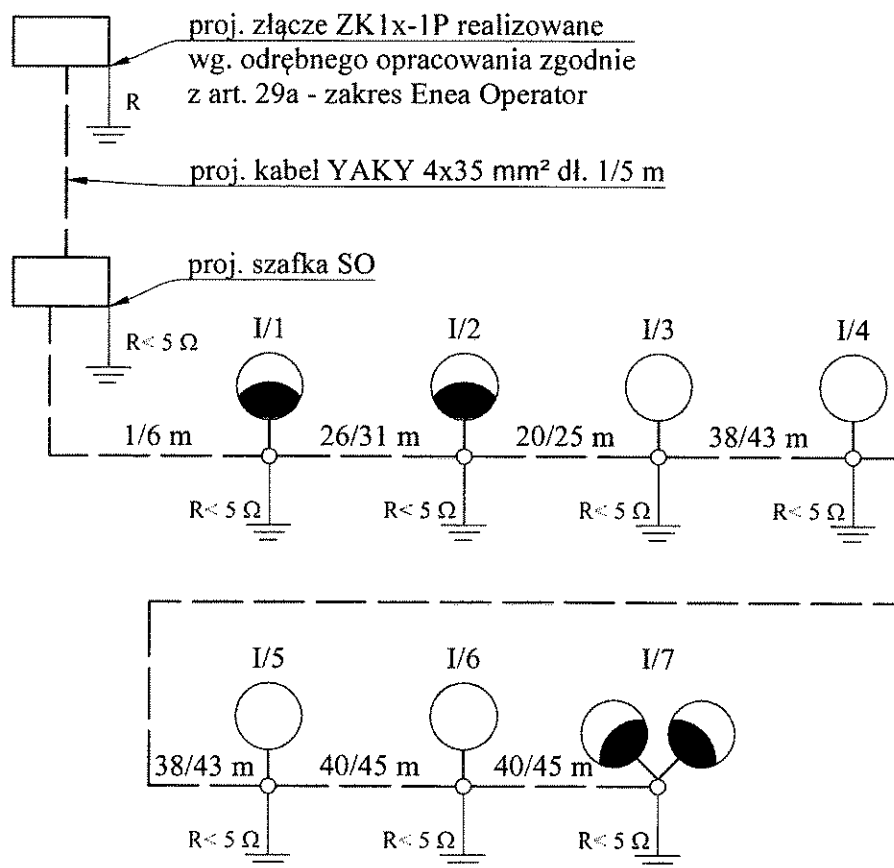 proj. złącze ZK1x-1P realizowane
wg. odrębnego opracowania zgodnie
z art. 29a - zakres Enea Operator
R
proj. kabel YAKY 4x35 mm² dł. 1/5 m
proj. szafka SO
R< 5 Ω
I/1
I/2
I/3
I/4
1/6 m
26/31 m
20/25 m
38/43 m
R< 5 Ω
R< 5 Ω
R< 5 Ω
R< 5 Ω
I/5
I/6
I/7
38/43 m
40/45 m
40/45 m
R< 5 Ω
R< 5 Ω
R< 5 Ω